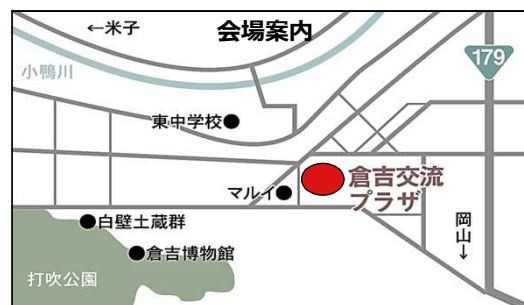 会場案内
←米子
179
小鴨川
東中学校
倉吉交流
プラザ
マルイ
白壁土蔵群
岡山→
倉吉博物館
打吹公園